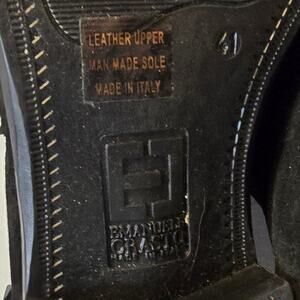 LEATHER UPPER
MAN MADE SOLE
MADE IN ITALY
41
EMANUELE